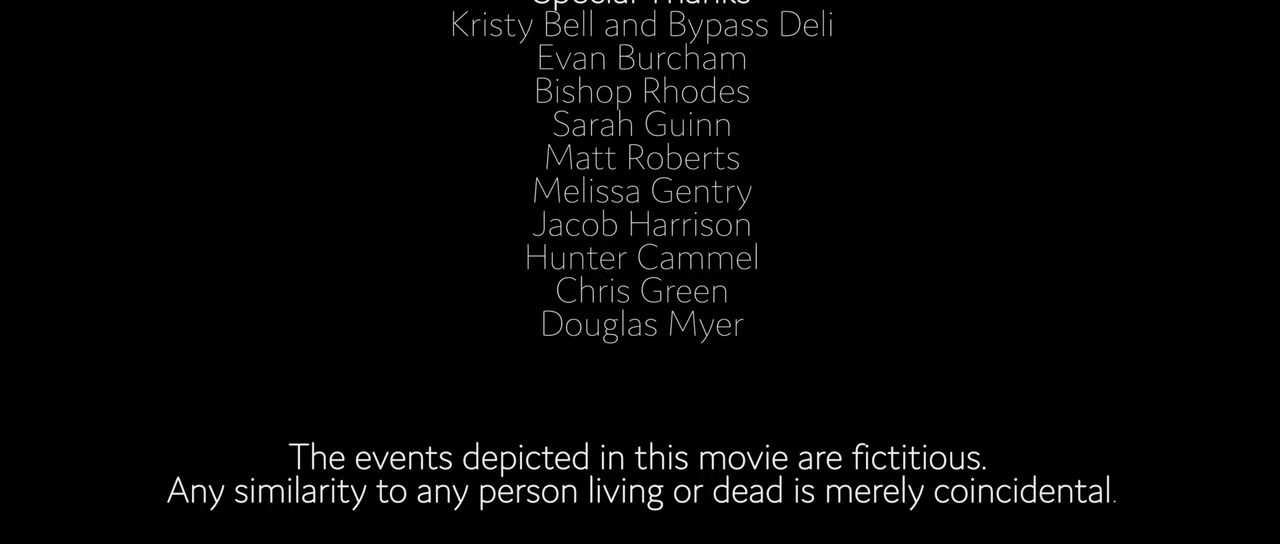 Special Thanks
Kristy Bell and Bypass Deli
Evan Burcham
Bishop Rhodes
Sarah Guinn
Matt Roberts
Melissa Gentry
Jacob Harrison
Hunter Cammel
Chris Green
Douglas Myer
The events depicted in this movie are fictitious.
Any similarity to any person living or dead is merely coincidental.